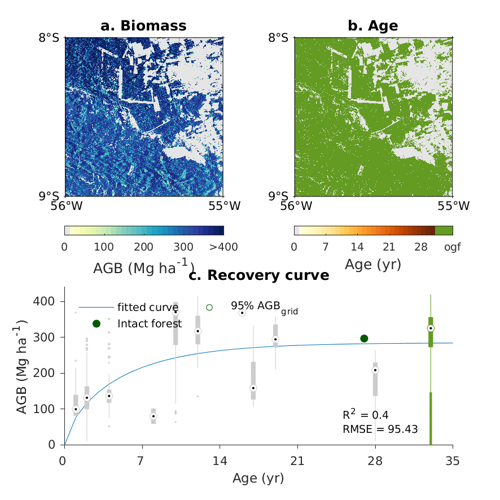 a. Biomass
b. Age
8°S
8°S
9°S
9°S
56°W
55°W
56°W
55°W
0 100 200 300 >400
0 7 14 21 28 ogf
AGB (Mg ha-1)
Age (yr)
c. Recovery curve
fitted curve
95% AGBgrid
Intact forest
400
300
200
100
0
AGB (Mg ha-1)
R2 = 0.4
RMSE = 95.43
0 7 14 21 28 35
Age (yr)